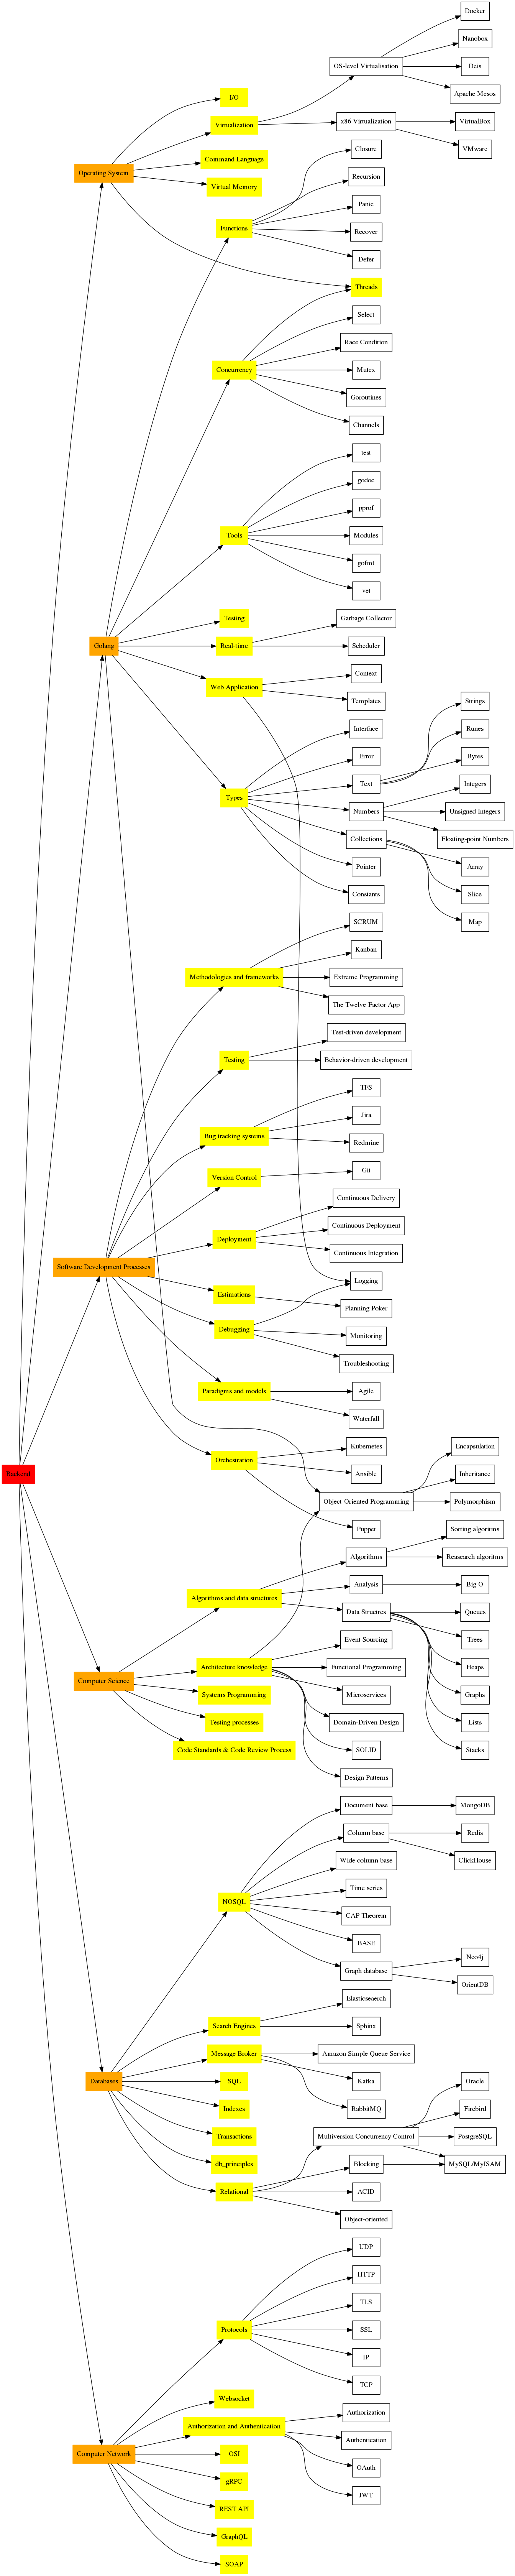 Docker
Nanobox
OS-level Virtualisation
Deis
Apache Mesos
I/O
Virtualization
x86 Virtualization
VirtualBox
VMware
Closure
Command Language
Operating System
Recursion
Virtual Memory
Panic
Functions
Recover
Defer
Threads
Select
Race Condition
Concurrency
Mutex
Goroutines
Channels
test
godoc
pprof
Tools
Modules
gofmt
vet
Testing
Garbage Collector
Golang
Real-time
Scheduler
Context
Web Application
Templates
Strings
Interface
Runes
Error
Bytes
Text
Integers
Types
Numbers
Unsigned Integers
Floating-point Numbers
Collections
Array
Pointer
Slice
Constants
Map
SCRUM
Kanban
Methodologies and frameworks
Extreme Programming
The Twelve-Factor App
Test-driven development
Testing
Behavior-driven development
TFS
Jira
Bug tracking systems
Redmine
Git
Version Control
Continuous Delivery
Continuous Deployment
Deployment
Continuous Integration
Software Development Processes
Logging
Estimations
Planning Poker
Debugging
Monitoring
Troubleshooting
Paradigms and models
Agile
Waterfall
Kubernetes
Encapsulation
Orchestration
Ansible
Backend
Inheritance
Object-Oriented Programming
Polymorphism
Puppet
Sorting algoritms
Algorithms
Reasearch algoritms
Analysis
Big O
Algorithms and data structures
Data Structres
Queues
Event Sourcing
Trees
Architecture knowledge
Functional Programming
Heaps
Computer Science
Microservices
Graphs
Systems Programming
Domain-Driven Design
Lists
Testing processes
SOLID
Stacks
Code Standards & Code Review Process
Design Patterns
Document base
MongoDB
Column base
Redis
Wide column base
ClickHouse
Time series
NOSQL
CAP Theorem
BASE
Neo4j
Graph database
OrientDB
Elasticseaerch
Search Engines
Sphinx
Message Broker
Amazon Simple Queue Service
Databases
SQL
Kafka
Oracle
Indexes
RabbitMQ
Firebird
Transactions
Multiversion Concurrency Control
PostgreSQL
db_principles
Blocking
MySQL/MyISAM
Relational
ACID
Object-oriented
UDP
HTTP
TLS
Protocols
SSL
IP
TCP
Websocket
Authorization
Authorization and Authentication
Authentication
Computer Network
OSI
OAuth
gRPC
JWT
REST API
GraphQL
SOAP